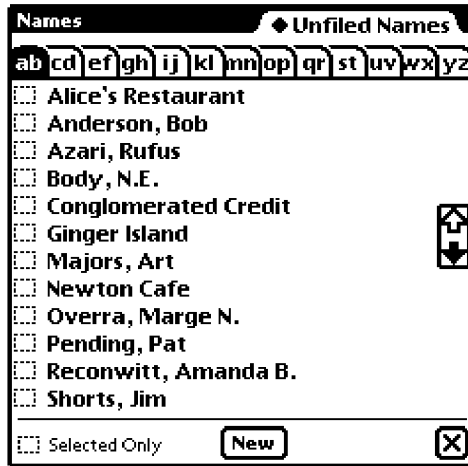 Names
◆ Unfiled Names
ab cd ef gh ij kl mn op qr st uv wx yz
Alice's Restaurant
Anderson, Bob
Azari, Rufus
Body, N.E.
Conglomerated Credit
Ginger Island
Majors, Art
Newton Cafe
Overra, Marge N.
Pending, Pat
Reconwitt, Amanda B.
Shorts, Jim
Selected Only
New